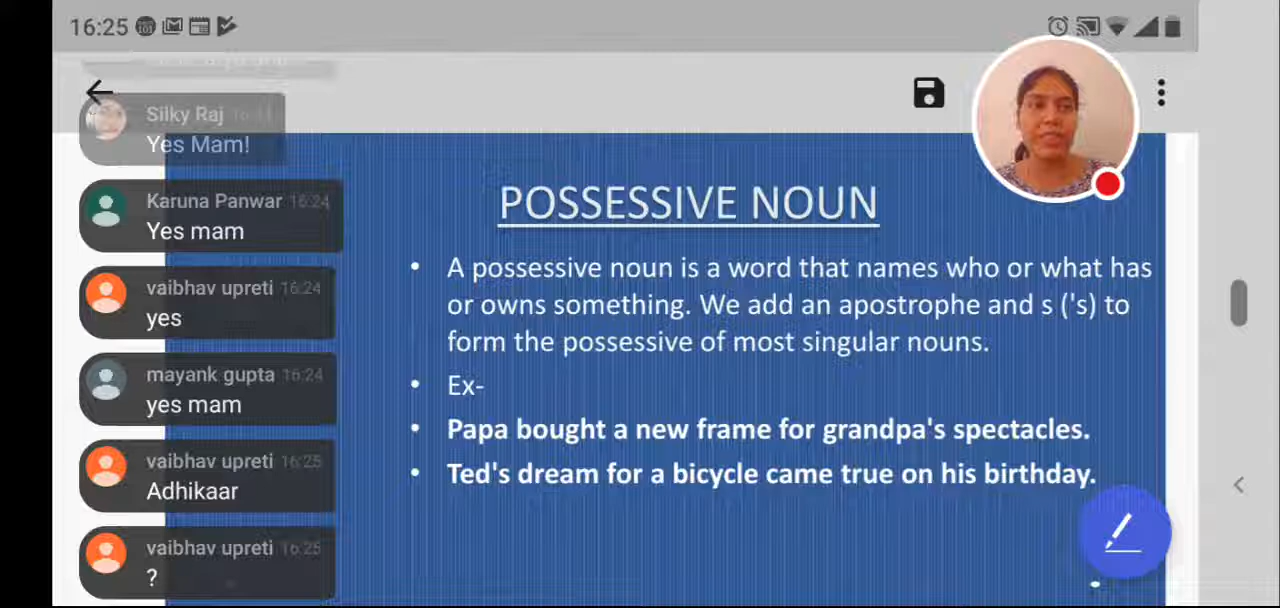 16:25
Silky Raj 16:11
Yes Mam!
Karuna Panwar 16:24
Yes mam
vaibhav upreti 16:24
yes
mayank gupta 16:24
yes mam
vaibhav upreti 16:25
Adhikaar
vaibhav upreti 16:25
?
POSSESSIVE NOUN
• A possessive noun is a word that names who or what has
or owns something. We add an apostrophe and s ('s) to
form the possessive of most singular nouns.
• Ex-
• Papa bought a new frame for grandpa's spectacles.
• Ted's dream for a bicycle came true on his birthday.